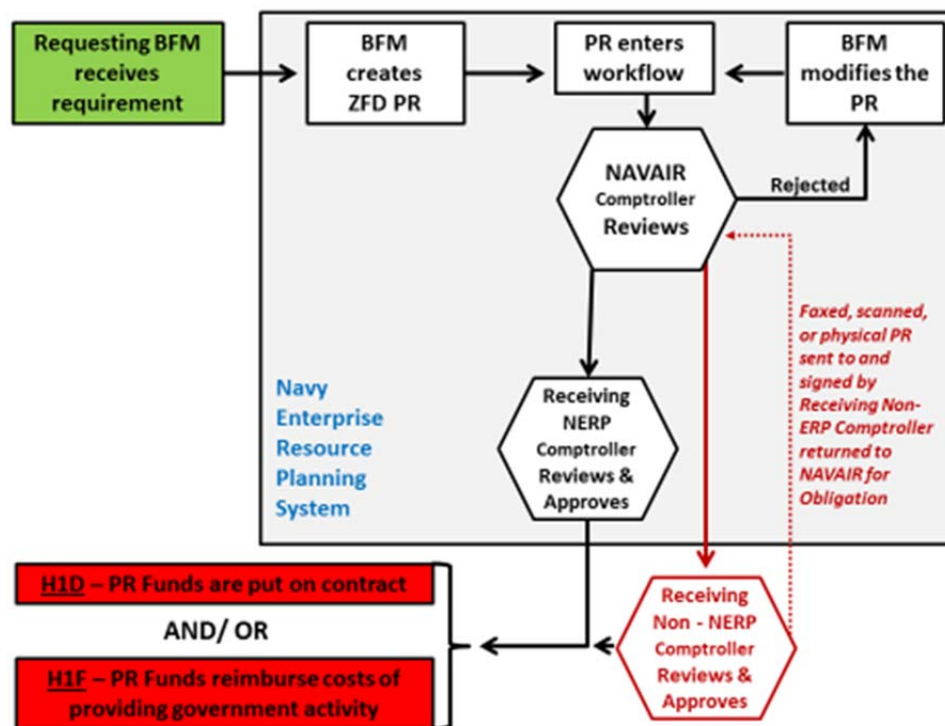 Requesting BFM
receives
requirement
BFM
creates
ZFD PR
PR enters
workflow
BFM
modifies the
PR
NAVAIR
Comptroller
Reviews
Rejected
Faxed, scanned,
or physical PR
sent to and
signed by
Receiving Non-
ERP Comptroller
returned to
NAVAIR for
Obligation
Navy
Enterprise
Resource
Planning
System
Receiving
NERP
Comptroller
Reviews &
Approves
H1D – PR Funds are put on contract
AND/ OR
H1F – PR Funds reimburse costs of
providing government activity
Receiving
Non - NERP
Comptroller
Reviews &
Approves